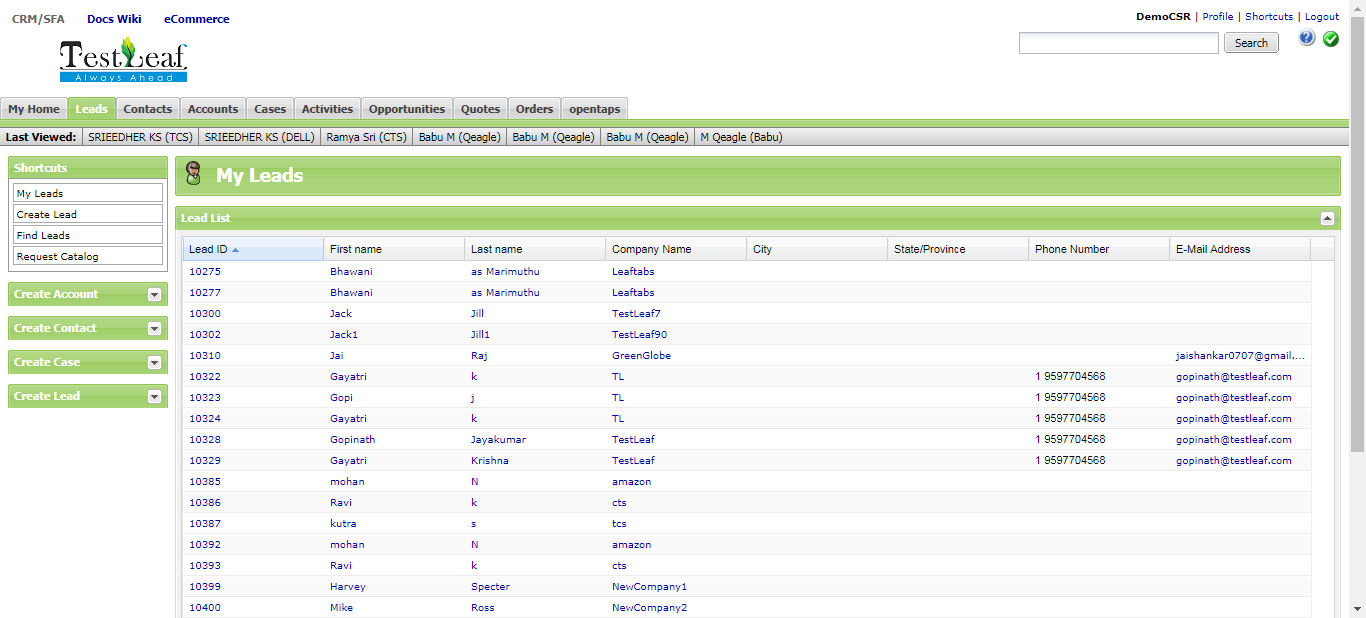 CRM/SFA Docs Wiki eCommerce
DemoCSR | Profile | Shortcuts | Logout
Search
TestLeaf
Always Ahead
My Home Leads Contacts Accounts Cases Activities Opportunities Quotes Orders opentaps
Last Viewed: SRIEEDHER KS (TCS) SRIEEDHER KS (DELL) Ramya Sri (CTS) Babu M (Qeagle) Babu M (Qeagle) Babu M (Qeagle) M Qeagle (Babu)
Shortcuts
My Leads
Create Lead
Find Leads
Request Catalog
Create Account
Create Contact
Create Case
Create Lead
My Leads
Lead List
Lead ID First name Last name Company Name City State/Province Phone Number E-Mail Address
10275 Bhawani as Marimuthu Leaftabs
10277 Bhawani as Marimuthu Leaftabs
10300 Jack Jill TestLeaf7
10302 Jack1 Jill1 TestLeaf90
10310 Jai Raj GreenGlobe jaishankar0707@gmail....
10322 Gayatri k TL 1 9597704568 gopinath@testleaf.com
10323 Gopi j TL 1 9597704568 gopinath@testleaf.com
10324 Gayatri k TL 1 9597704568 gopinath@testleaf.com
10328 Gopinath Jayakumar TestLeaf 1 9597704568 gopinath@testleaf.com
10329 Gayatri Krishna TestLeaf 1 9597704568 gopinath@testleaf.com
10385 mohan N amazon
10386 Ravi k cts
10387 kutra s tcs
10392 mohan N amazon
10393 Ravi k cts
10399 Harvey Specter NewCompany1
10400 Mike Ross NewCompany2